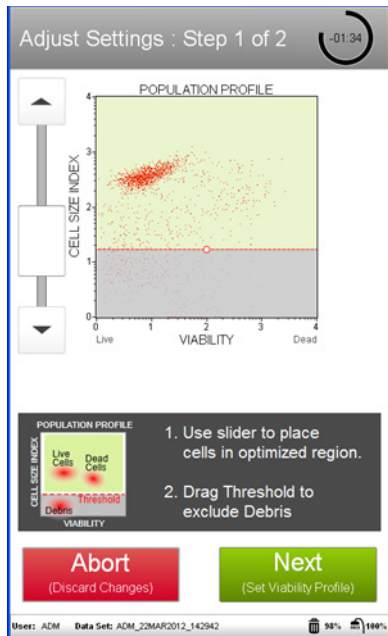 Adjust Settings : Step 1 of 2
-01:34
POPULATION PROFILE
CELL SIZE INDEX
4
3
2
1
0
0 1 2 3 4
Live VIABILITY Dead
POPULATION PROFILE
CELL SIZE INDEX
Live Cells
Dead Cells
Threshold
Debris
VIABILITY
1. Use slider to place
cells in optimized region.
2. Drag Threshold to
exclude Debris
Abort
(Discard Changes)
Next
(Set Viability Profile)
User: ADM Data Set: ADM_22MAR2012_142942 98% 100%